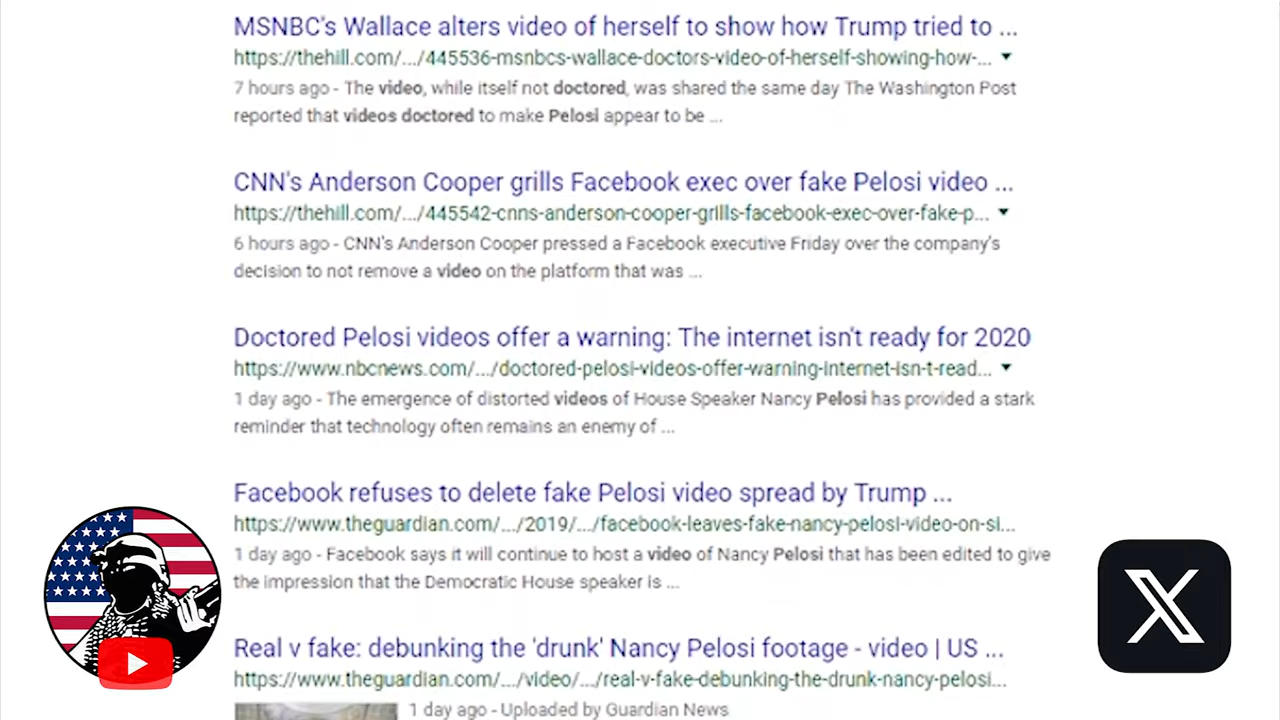 MSNBC's Wallace alters video of herself to show how Trump tried to ...
https://thehill.com/.../445536-msnbcs-wallace-doctors-video-of-herself-showing-how-...
7 hours ago - The video, while itself not doctored, was shared the same day The Washington Post
reported that videos doctored to make Pelosi appear to be ...
CNN's Anderson Cooper grills Facebook exec over fake Pelosi video ...
https://thehill.com/.../445542-cnns-anderson-cooper-grills-facebook-exec-over-fake-p...
6 hours ago - CNN's Anderson Cooper pressed a Facebook executive Friday over the company's
decision to not remove a video on the platform that was ...
Doctored Pelosi videos offer a warning: The internet isn't ready for 2020
https://www.nbcnews.com/.../doctored-pelosi-videos-offer-warning-internet-isn-t-read...
1 day ago - The emergence of distorted videos of House Speaker Nancy Pelosi has provided a stark
reminder that technology often remains an enemy of ...
Facebook refuses to delete fake Pelosi video spread by Trump ...
https://www.theguardian.com/.../2019/.../facebook-leaves-fake-nancy-pelosi-video-on-si...
1 day ago - Facebook says it will continue to host a video of Nancy Pelosi that has been edited to give
the impression that the Democratic House speaker is ...
Real v fake: debunking the 'drunk' Nancy Pelosi footage - video | US ...
https://www.theguardian.com/.../video/.../real-v-fake-debunking-the-drunk-nancy-pelosi...
1 day ago - Uploaded by Guardian News